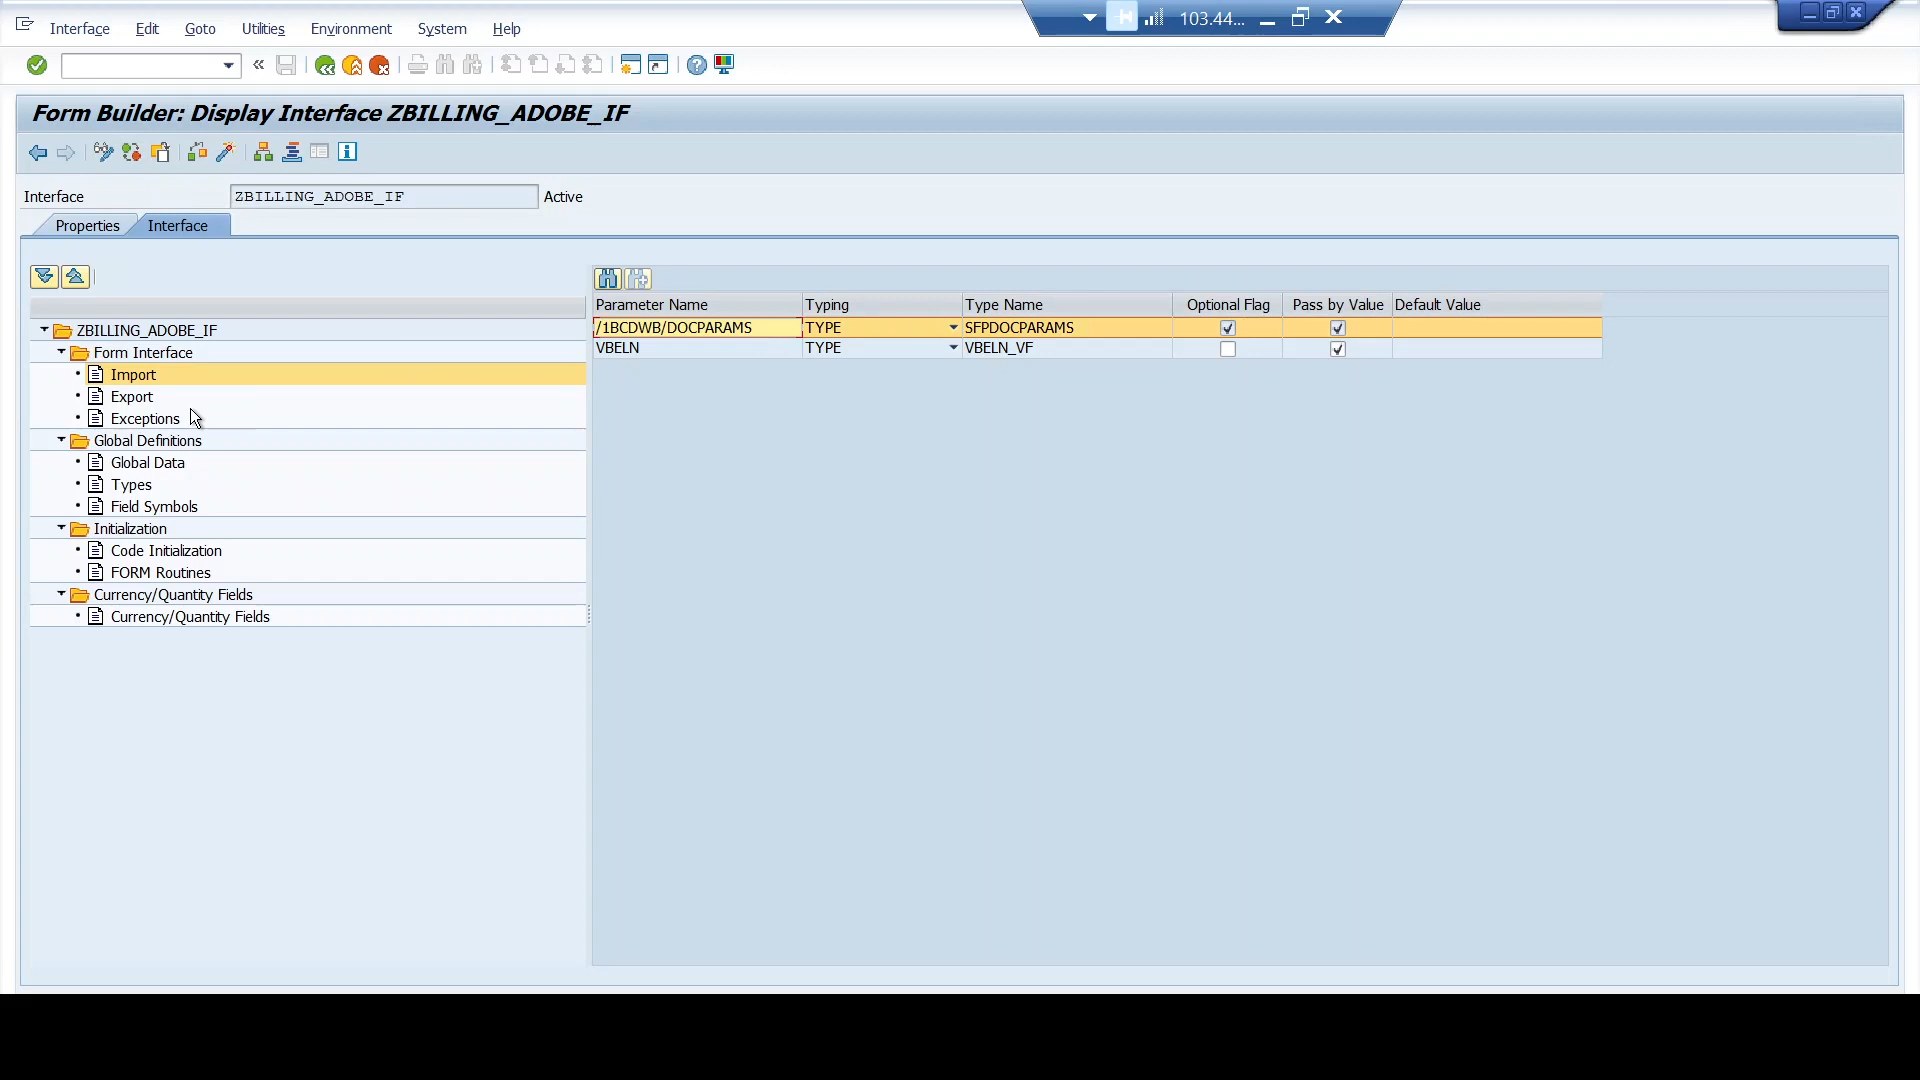 Interface Edit Goto Utilities Environment System Help
103.44...
Form Builder: Display Interface ZBILLING_ADOBE_IF
Interface ZBILLING_ADOBE_IF Active
Properties Interface
Parameter Name Typing Type Name Optional Flag Pass by Value Default Value
/1BCDWB/DOCPARAMS TYPE SFPDOCPARAMS
VBELN TYPE VBELN_VF
ZBILLING_ADOBE_IF
Form Interface
Import
Export
Exceptions
Global Definitions
Global Data
Types
Field Symbols
Initialization
Code Initialization
FORM Routines
Currency/Quantity Fields
Currency/Quantity Fields